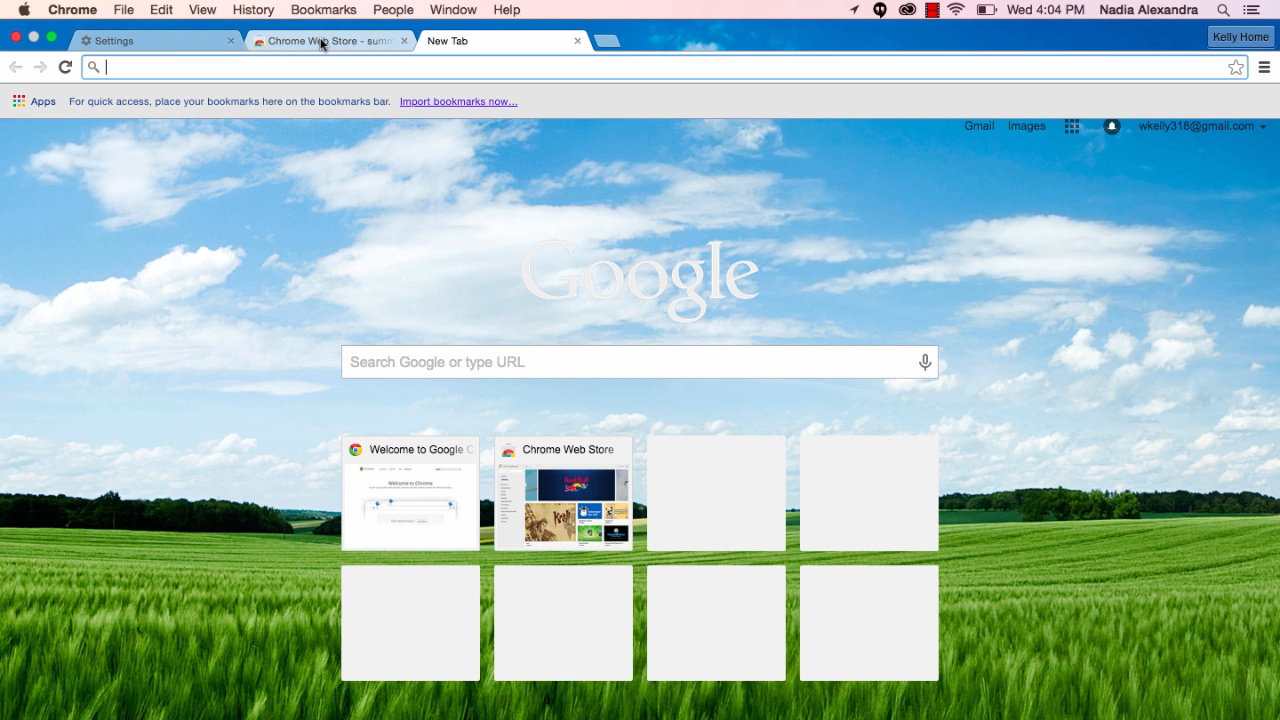 Chrome File Edit View History Bookmarks People Window Help Wed 4:04 PM Nadia Alexandra
Settings Chrome Web Store - summ New Tab Kelly Home
Apps For quick access, place your bookmarks here on the bookmarks bar. Import bookmarks now...
Gmail Images wkelly318@gmail.com
Google
Search Google or type URL
Welcome to Google C Chrome Web Store
Welcome to Chrome